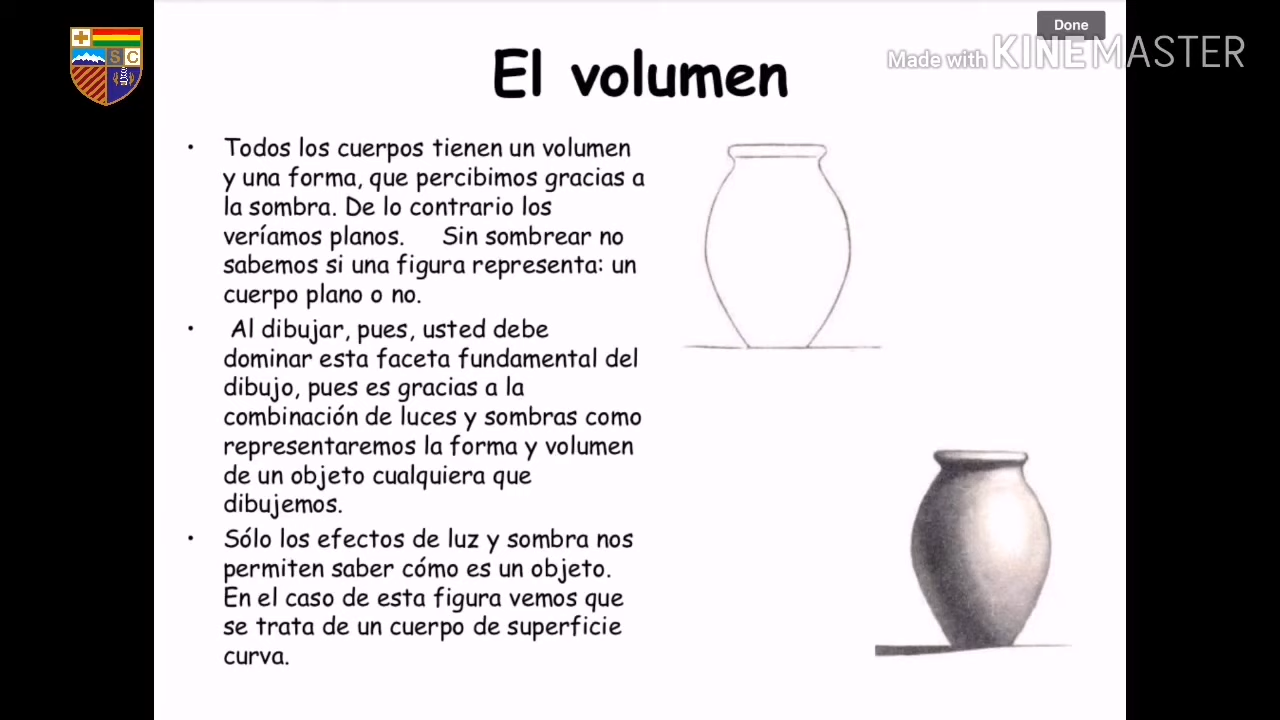 Done
Made with KINEMASTER
S C
El volumen
• Todos los cuerpos tienen un volumen
y una forma, que percibimos gracias a
la sombra. De lo contrario los
veríamos planos. Sin sombrear no
sabemos si una figura representa: un
cuerpo plano o no.
• Al dibujar, pues, usted debe
dominar esta faceta fundamental del
dibujo, pues es gracias a la
combinación de luces y sombras como
representaremos la forma y volumen
de un objeto cualquiera que
dibujemos.
• Sólo los efectos de luz y sombra nos
permiten saber cómo es un objeto.
En el caso de esta figura vemos que
se trata de un cuerpo de superficie
curva.